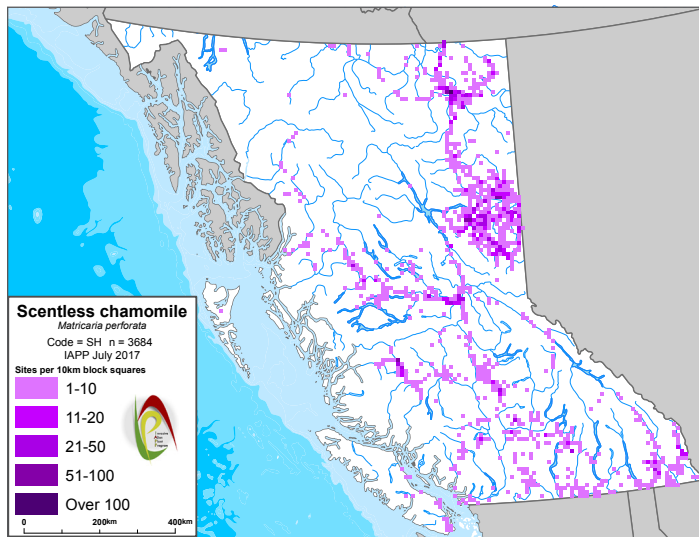 Scentless chamomile
Matricaria perforata
Code = SH n = 3684
IAPP July 2017
Sites per 10km block squares
1-10
11-20
21-50
51-100
Over 100
0 200km 400km